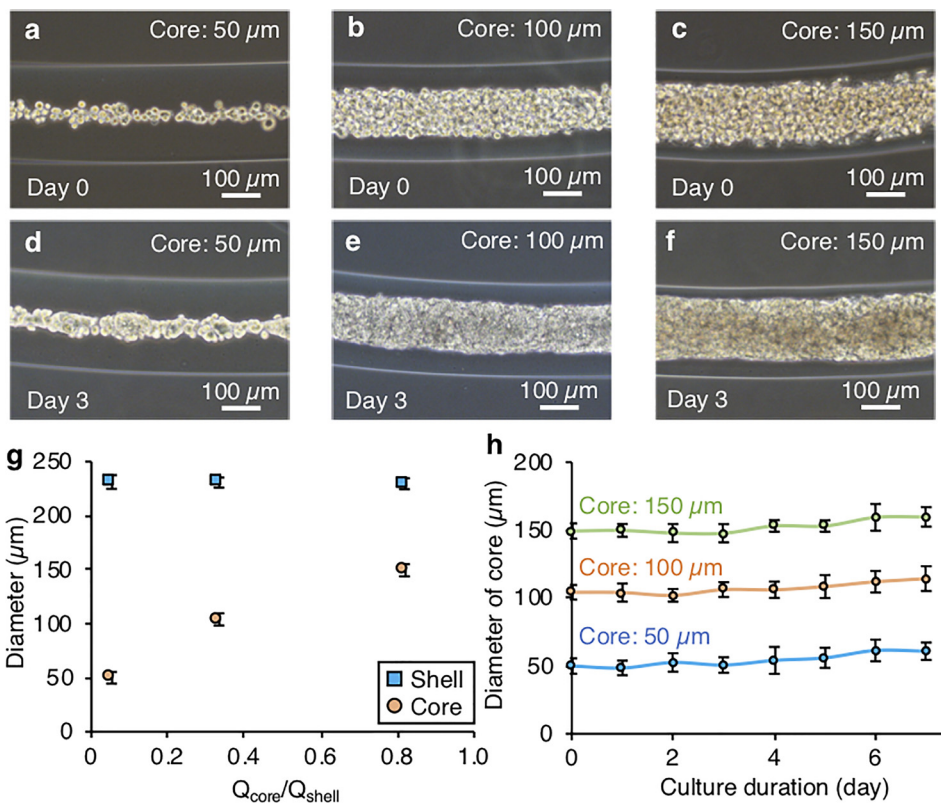 a
Core: 50 µm
Day 0
100 µm
b
Core: 100 µm
Day 0
100 µm
c
Core: 150 µm
Day 0
100 µm
d
Core: 50 µm
Day 3
100 µm
e
Core: 100 µm
Day 3
100 µm
f
Core: 150 µm
Day 3
100 µm
g
Diameter (µm)
250
200
150
100
50
0
0
0.2
0.4
0.6
0.8
1.0
Shell
Core
Qcore/Qshell
h
Diameter of core (µm)
200
150
100
50
0
Core: 150 µm
Core: 100 µm
Core: 50 µm
0
2
4
6
Culture duration (day)